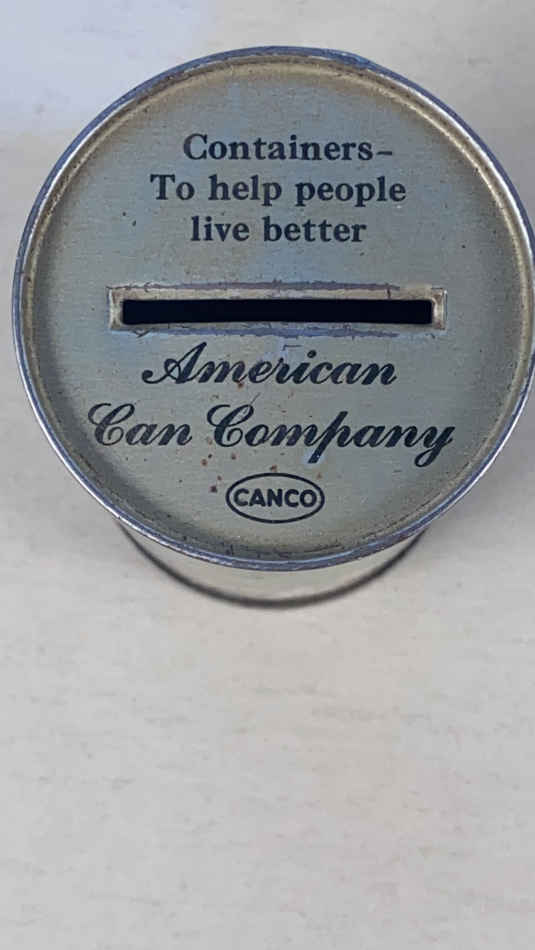 Containers-
To help people
live better
American
Can Company
CANCO